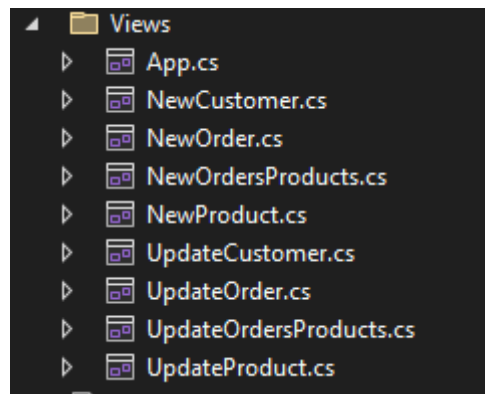 Views
App.cs
NewCustomer.cs
NewOrder.cs
NewOrdersProducts.cs
NewProduct.cs
UpdateCustomer.cs
UpdateOrder.cs
UpdateOrdersProducts.cs
UpdateProduct.cs